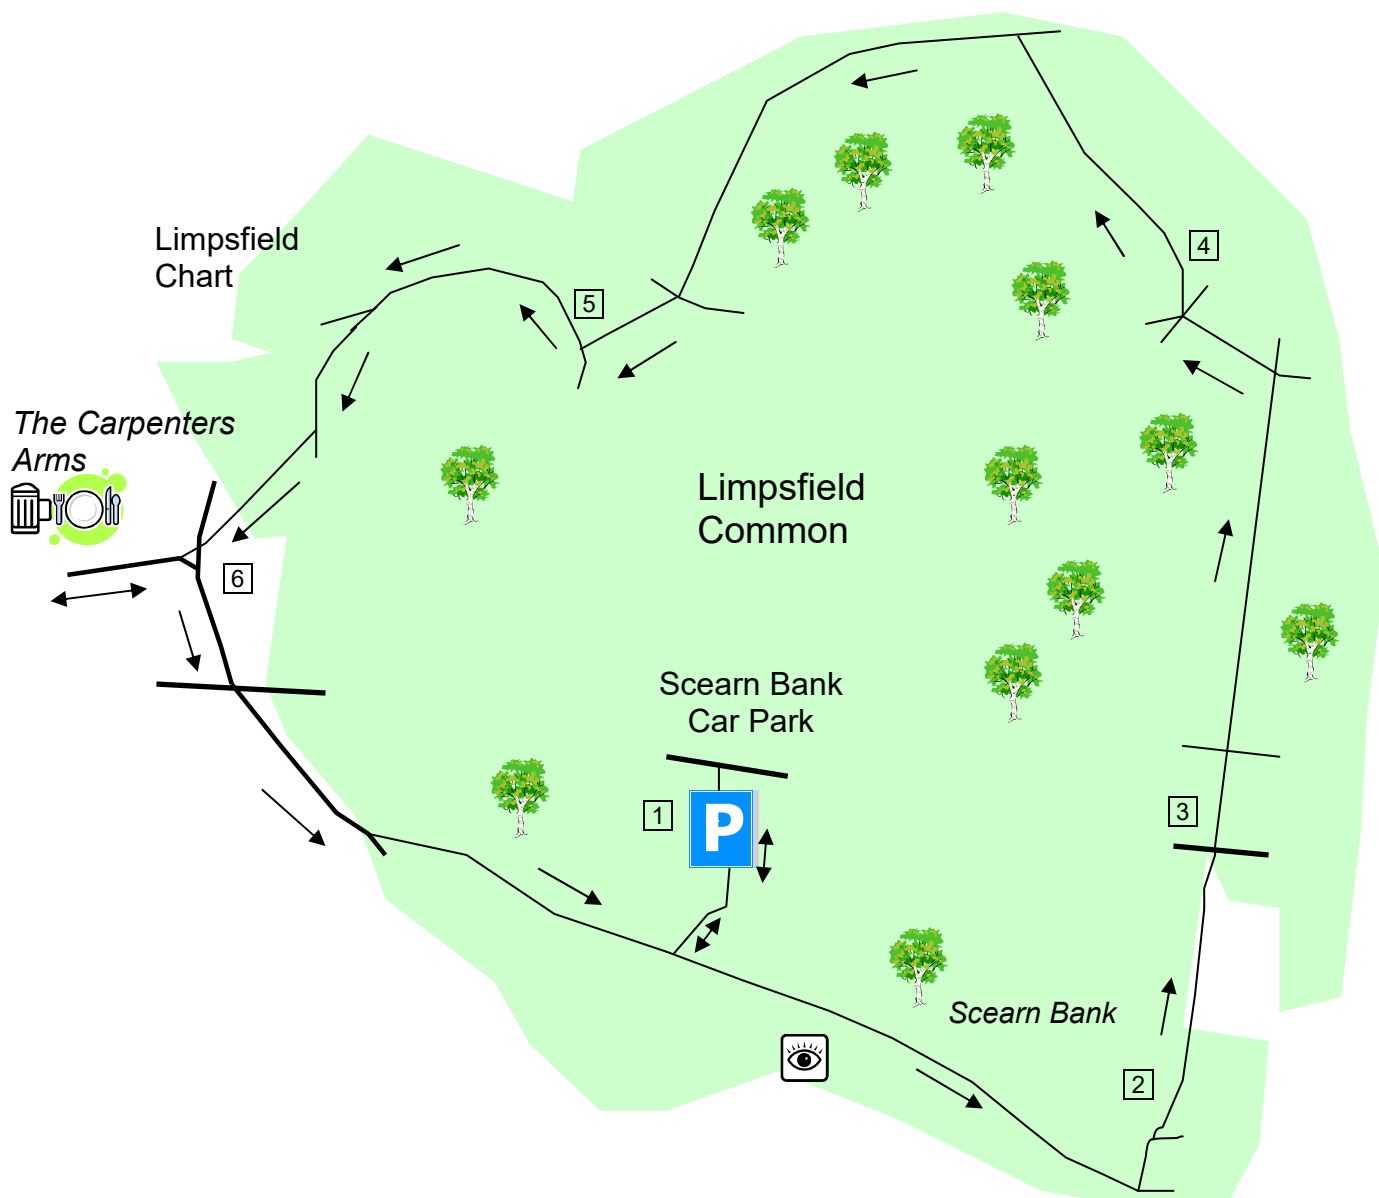 4
Limpsfield
Chart
5
The Carpenters
Arms
Limpsfield
Common
6
Scearn Bank
Car Park
1
P
3
Scearn Bank
2